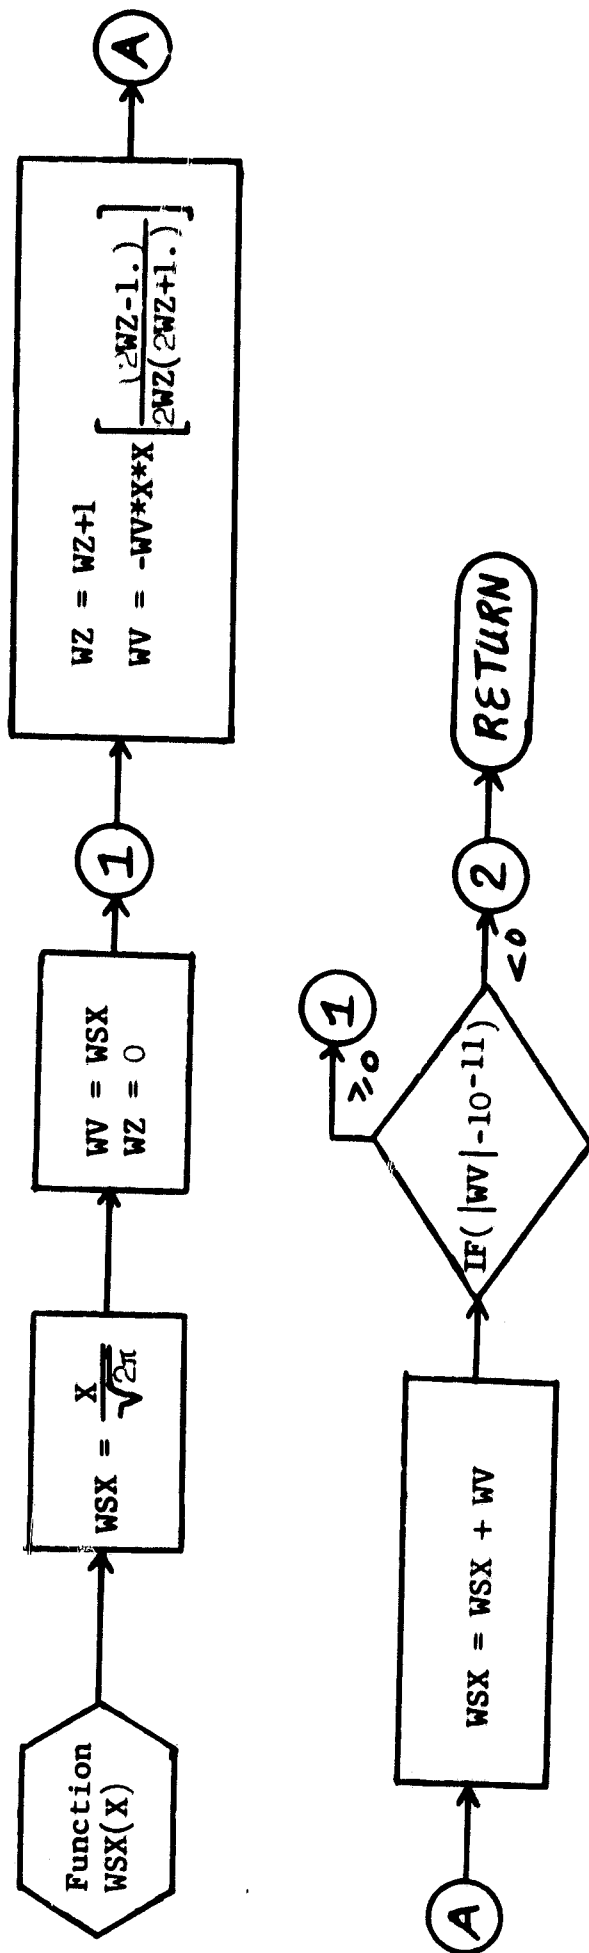 Function
WSX(X)
WSX = X
√2π
WV = WSX
WZ = 0
1
WZ = WZ+1
WV = -WV*X*X [(2WZ-1.)
2WZ(2WZ+1.)]
A
A
WSX = WSX + WV
IF(|WV|-10-11)
≥0
1
<0
2
RETURN